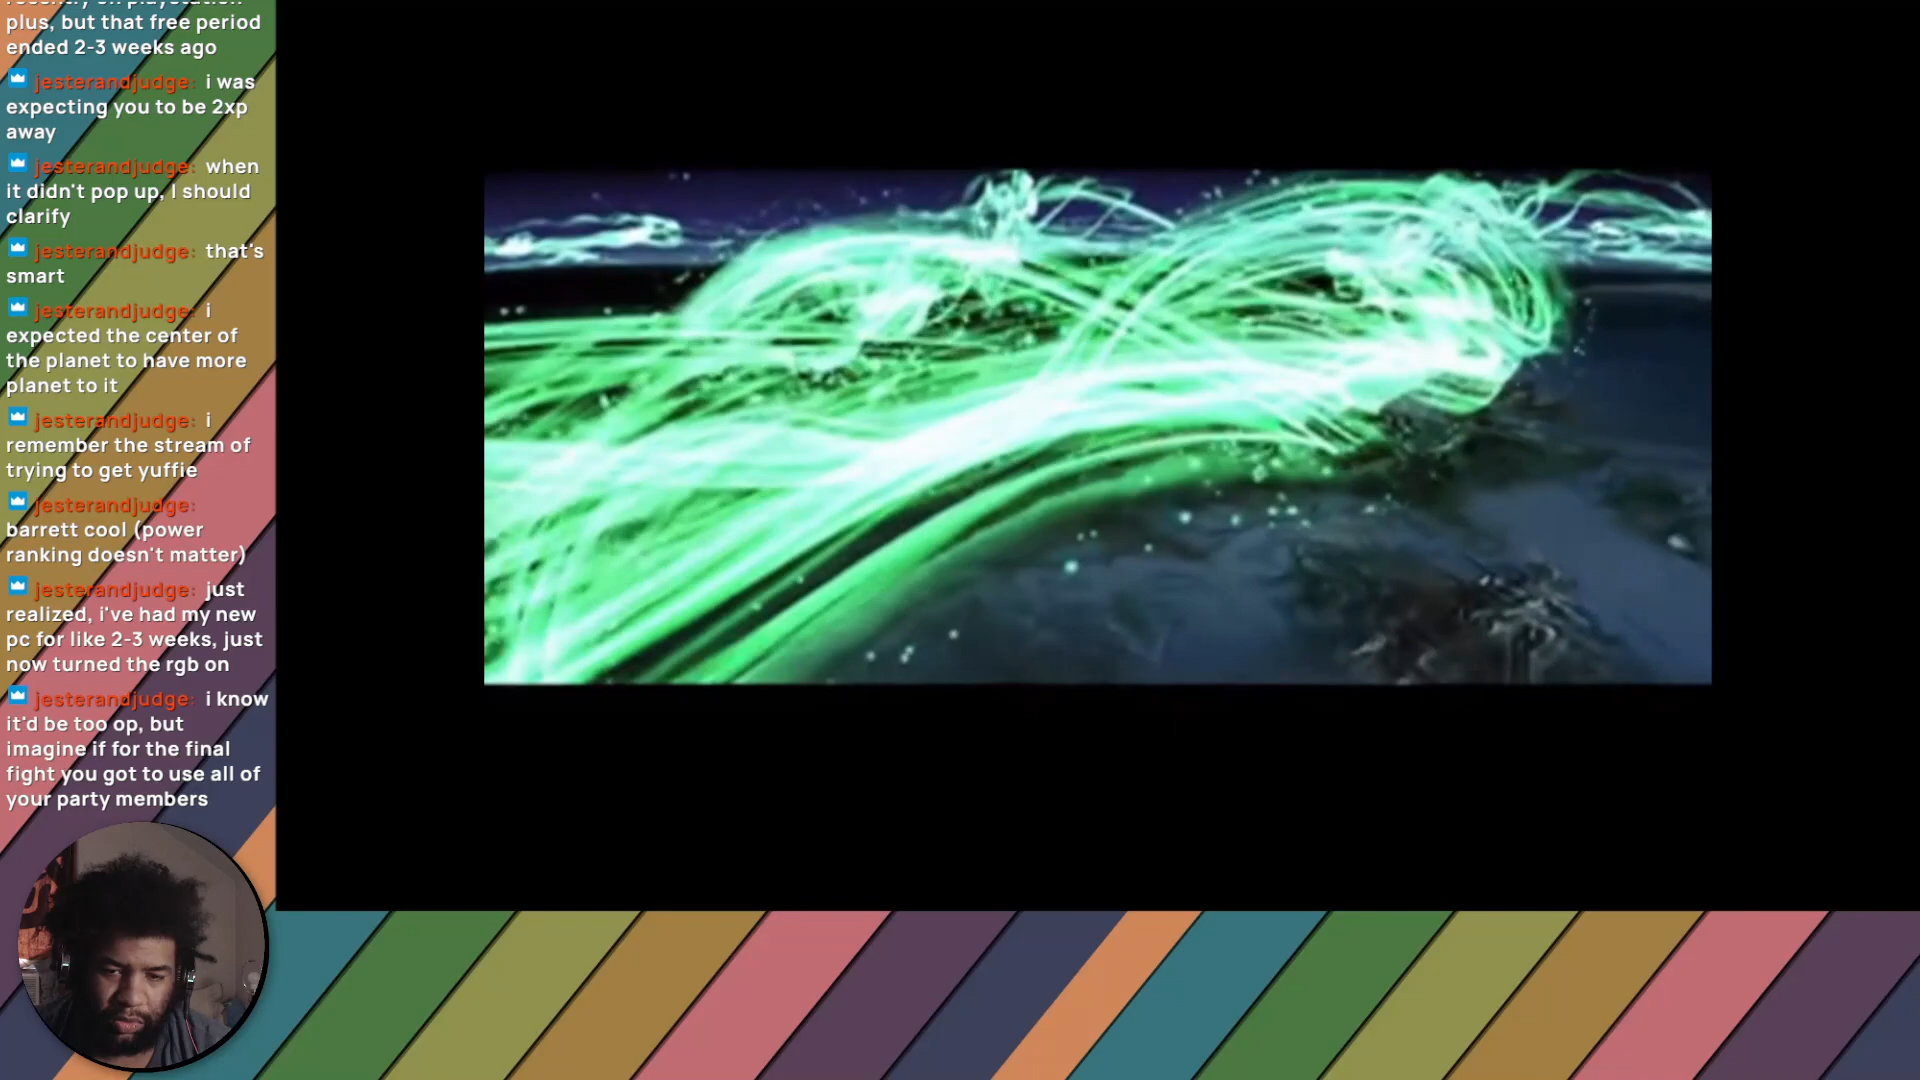 plus, but that free period
ended 2-3 weeks ago
jesterandjudge: i was
expecting you to be 2xp
away
jesterandjudge: when
it didn't pop up, I should
clarify
jesterandjudge: that's
smart
jesterandjudge: i
expected the center of
the planet to have more
planet to it
jesterandjudge: i
remember the stream of
trying to get yuffie
jesterandjudge:
barrett cool (power
ranking doesn't matter)
jesterandjudge: just
realized, i've had my new
pc for like 2-3 weeks, just
now turned the rgb on
jesterandjudge: i know
it'd be too op, but
imagine if for the final
fight you got to use all of
your party members